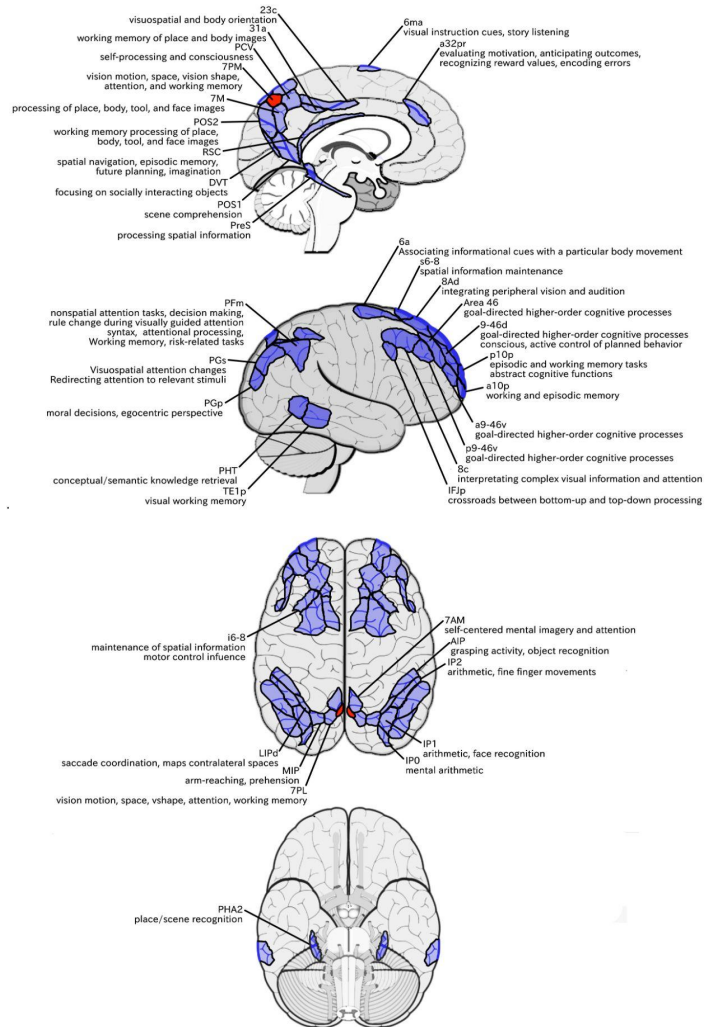 23c
visuospatial and body orientation
31a
working memory of place and body images
PCV
self-processing and consciousness
7PM
vision motion, space, vision shape,
attention, and working memory
7M
processing of place, body, tool, and face images
POS2
working memory processing of place,
body, tool, and face images
RSC
spatial navigation, episodic memory,
future planning, imagination
DVT
focusing on socially interacting objects
POS1
scene comprehension
PreS
processing spatial information
6ma
visual instruction cues, story listening
a32pr
evaluating motivation, anticipating outcomes,
recognizing reward values, encoding errors
6a
Associating informational cues with a particular body movement
s6-8
spatial information maintenance
8Ad
integrating peripheral vision and audition
Area 46
goal-directed higher-order cognitive processes
9-46d
goal-directed higher-order cognitive processes
conscious, active control of planned behavior
p10p
episodic and working memory tasks
abstract cognitive functions
a10p
working and episodic memory
a9-46v
goal-directed higher-order cognitive processes
p9-46v
goal-directed higher-order cognitive processes
8c
interpretating complex visual information and attention
IFJp
crossroads between bottom-up and top-down processing
PFm
nonspatial attention tasks, decision making,
rule change during visually guided attention
syntax, attentional processing,
Working memory, risk-related tasks
PGs
Visuospatial attention changes
Redirecting attention to relevant stimuli
PGp
moral decisions, egocentric perspective
PHT
conceptual/semantic knowledge retrieval
TE1p
visual working memory
i6-8
maintenance of spatial information
motor control infuence
7AM
self-centered mental imagery and attention
AIP
grasping activity, object recognition
IP2
arithmetic, fine finger movements
IP1
arithmetic, face recognition
IP0
mental arithmetic
LIPd
saccade coordination, maps contralateral spaces
MIP
arm-reaching, prehension
7PL
vision motion, space, vshape, attention, working memory
PHA2
place/scene recognition